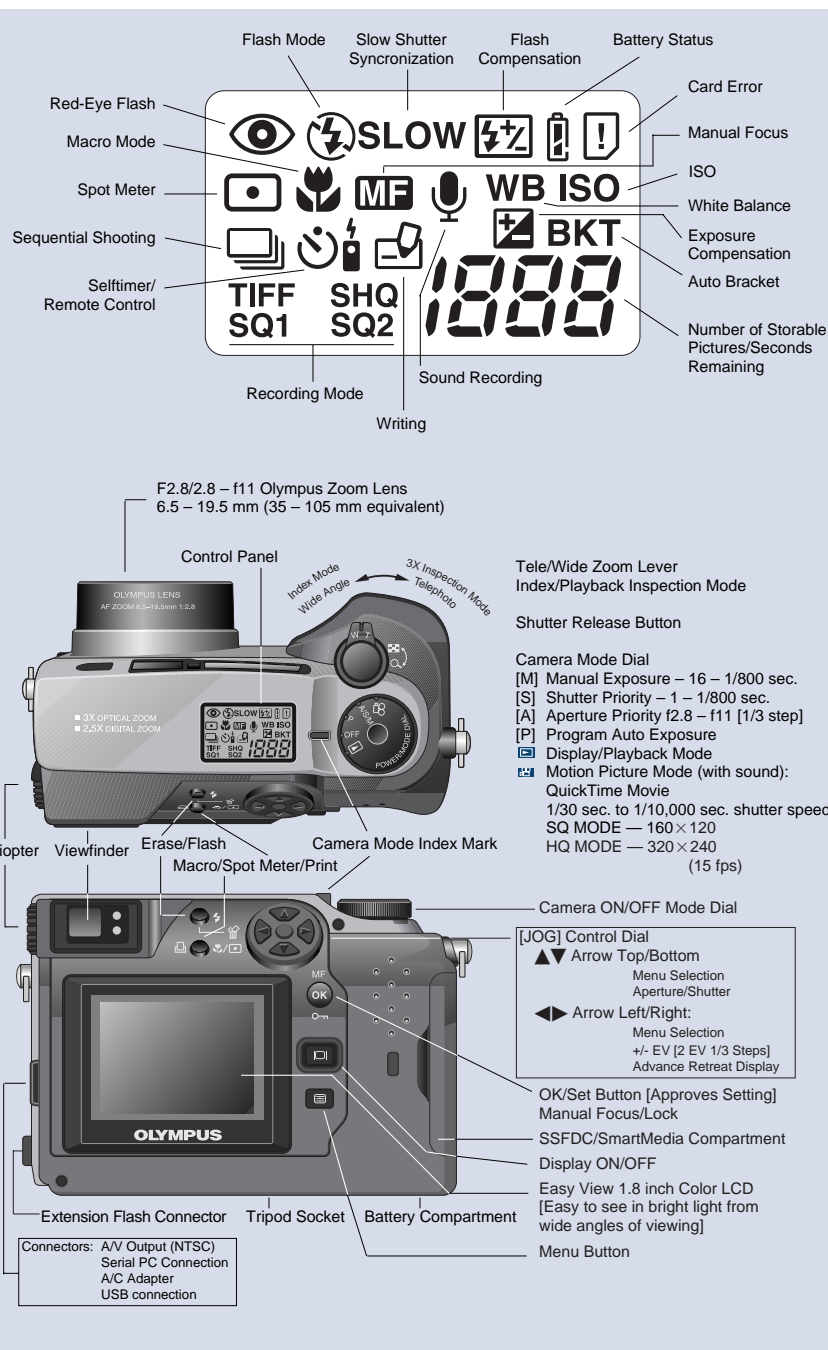 Flash Mode
Slow Shutter
Syncronization
Flash
Compensation
Battery Status
Card Error
Red-Eye Flash
Macro Mode
Manual Focus
Spot Meter
ISO
White Balance
Sequential Shooting
Exposure
Compensation
Selftimer/
Remote Control
Auto Bracket
Number of Storable
Pictures/Seconds
Remaining
SLOW
MF
WB ISO
BKT
TIFF SHQ
SQ1 SQ2
1888
Recording Mode
Sound Recording
Writing
F2.8/2.8 – f11 Olympus Zoom Lens
6.5 – 19.5 mm (35 – 105 mm equivalent)
Control Panel
Index Mode
Wide Angle
3X Inspection Mode
Telephoto
OLYMPUS LENS
AF ZOOM 6.5–19.5mm 1:2.8
W T
3X OPTICAL ZOOM
2,5X DIGITAL ZOOM
SLOW
MF WB ISO
BKT
TIFF SHQ
SQ1 SQ2
1888
A/S/M
P
OFF
POWER/MODE DIAL
Tele/Wide Zoom Lever
Index/Playback Inspection Mode
Shutter Release Button
Camera Mode Dial
[M] Manual Exposure – 16 – 1/800 sec.
[S] Shutter Priority – 1 – 1/800 sec.
[A] Aperture Priority f2.8 – f11 [1/3 step]
[P] Program Auto Exposure
Display/Playback Mode
Motion Picture Mode (with sound):
QuickTime Movie
1/30 sec. to 1/10,000 sec. shutter speed
SQ MODE — 160×120
HQ MODE — 320×240
(15 fps)
iopter
Viewfinder
Erase/Flash
Macro/Spot Meter/Print
Camera Mode Index Mark
Camera ON/OFF Mode Dial
[JOG] Control Dial
▲▼ Arrow Top/Bottom
Menu Selection
Aperture/Shutter
◀▶ Arrow Left/Right:
Menu Selection
+/- EV [2 EV 1/3 Steps]
Advance Retreat Display
MF
OK
OLYMPUS
OK/Set Button [Approves Setting]
Manual Focus/Lock
SSFDC/SmartMedia Compartment
Display ON/OFF
Easy View 1.8 inch Color LCD
[Easy to see in bright light from
wide angles of viewing]
Menu Button
Extension Flash Connector
Tripod Socket
Battery Compartment
Connectors: A/V Output (NTSC)
Serial PC Connection
A/C Adapter
USB connection